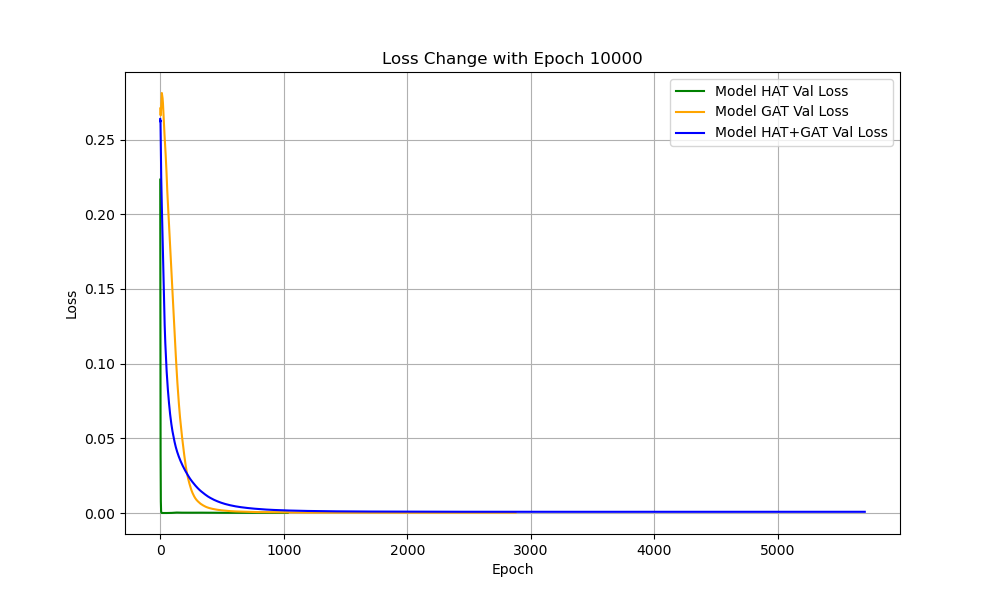 Loss Change with Epoch 10000
Model HAT Val Loss
Model GAT Val Loss
Model HAT+GAT Val Loss
Loss
0.25
0.20
0.15
0.10
0.05
0.00
0 1000 2000 3000 4000 5000
Epoch